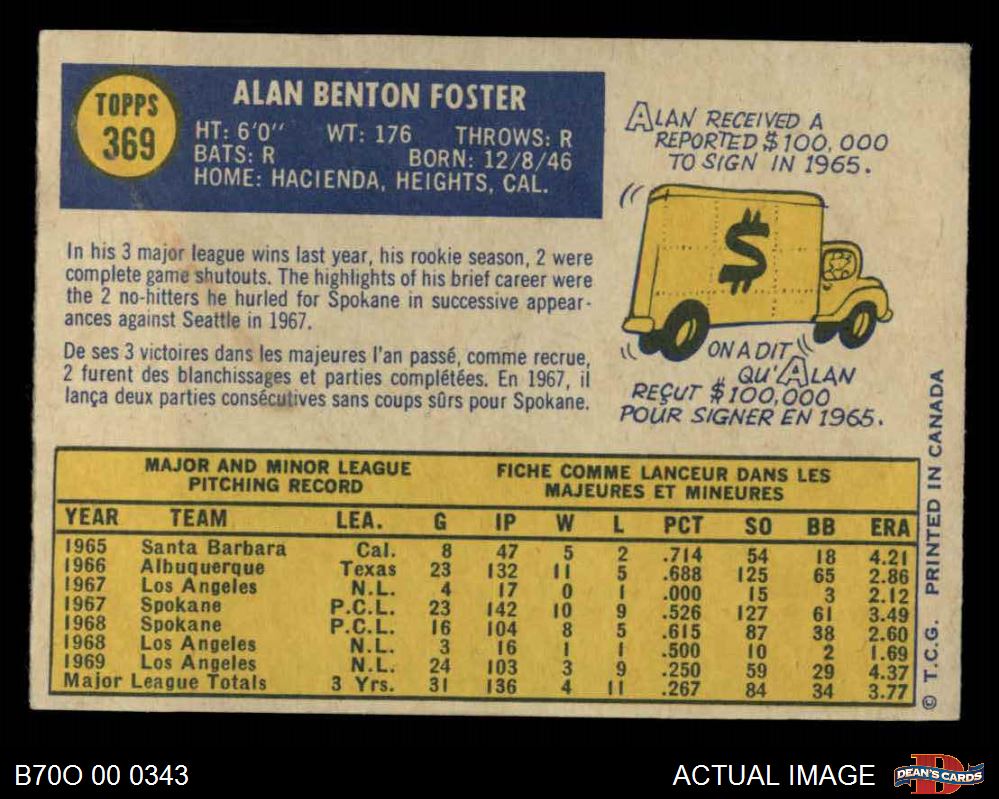 TOPPS
369
ALAN BENTON FOSTER
HT: 6'0" WT: 176 THROWS: R
BATS: R BORN: 12/8/46
HOME: HACIENDA, HEIGHTS, CAL.
ALAN RECEIVED A
REPORTED $100,000
TO SIGN IN 1965.
$
In his 3 major league wins last year, his rookie season, 2 were
complete game shutouts. The highlights of his brief career were
the 2 no-hitters he hurled for Spokane in successive appear-
ances against Seattle in 1967.
De ses 3 victoires dans les majeures l'an passé, comme recrue,
2 furent des blanchissages et parties complétées. En 1967, il
lança deux parties consécutives sans coups sûrs pour Spokane.
ON A DIT
QU'ALAN
REÇUT $100,000
POUR SIGNER EN 1965.
MAJOR AND MINOR LEAGUE
PITCHING RECORD
FICHE COMME LANCEUR DANS LES
MAJEURES ET MINEURES
YEAR TEAM LEA. G IP W L PCT SO BB ERA
1965 Santa Barbara Cal. 8 47 5 2 .714 54 18 4.21
1966 Albuquerque Texas 23 132 11 5 .688 125 65 2.86
1967 Los Angeles N.L. 4 17 0 1 .000 15 3 2.12
1967 Spokane P.C.L. 23 142 10 9 .526 127 61 3.49
1968 Spokane P.C.L. 16 104 8 5 .615 87 38 2.60
1968 Los Angeles N.L. 3 16 1 1 .500 10 2 1.69
1969 Los Angeles N.L. 24 103 3 9 .250 59 29 4.37
Major League Totals 3 Yrs. 31 136 4 11 .267 84 34 3.77
© T.C.G. PRINTED IN CANADA
B70O 00 0343
ACTUAL IMAGE
DEAN'S CARDS